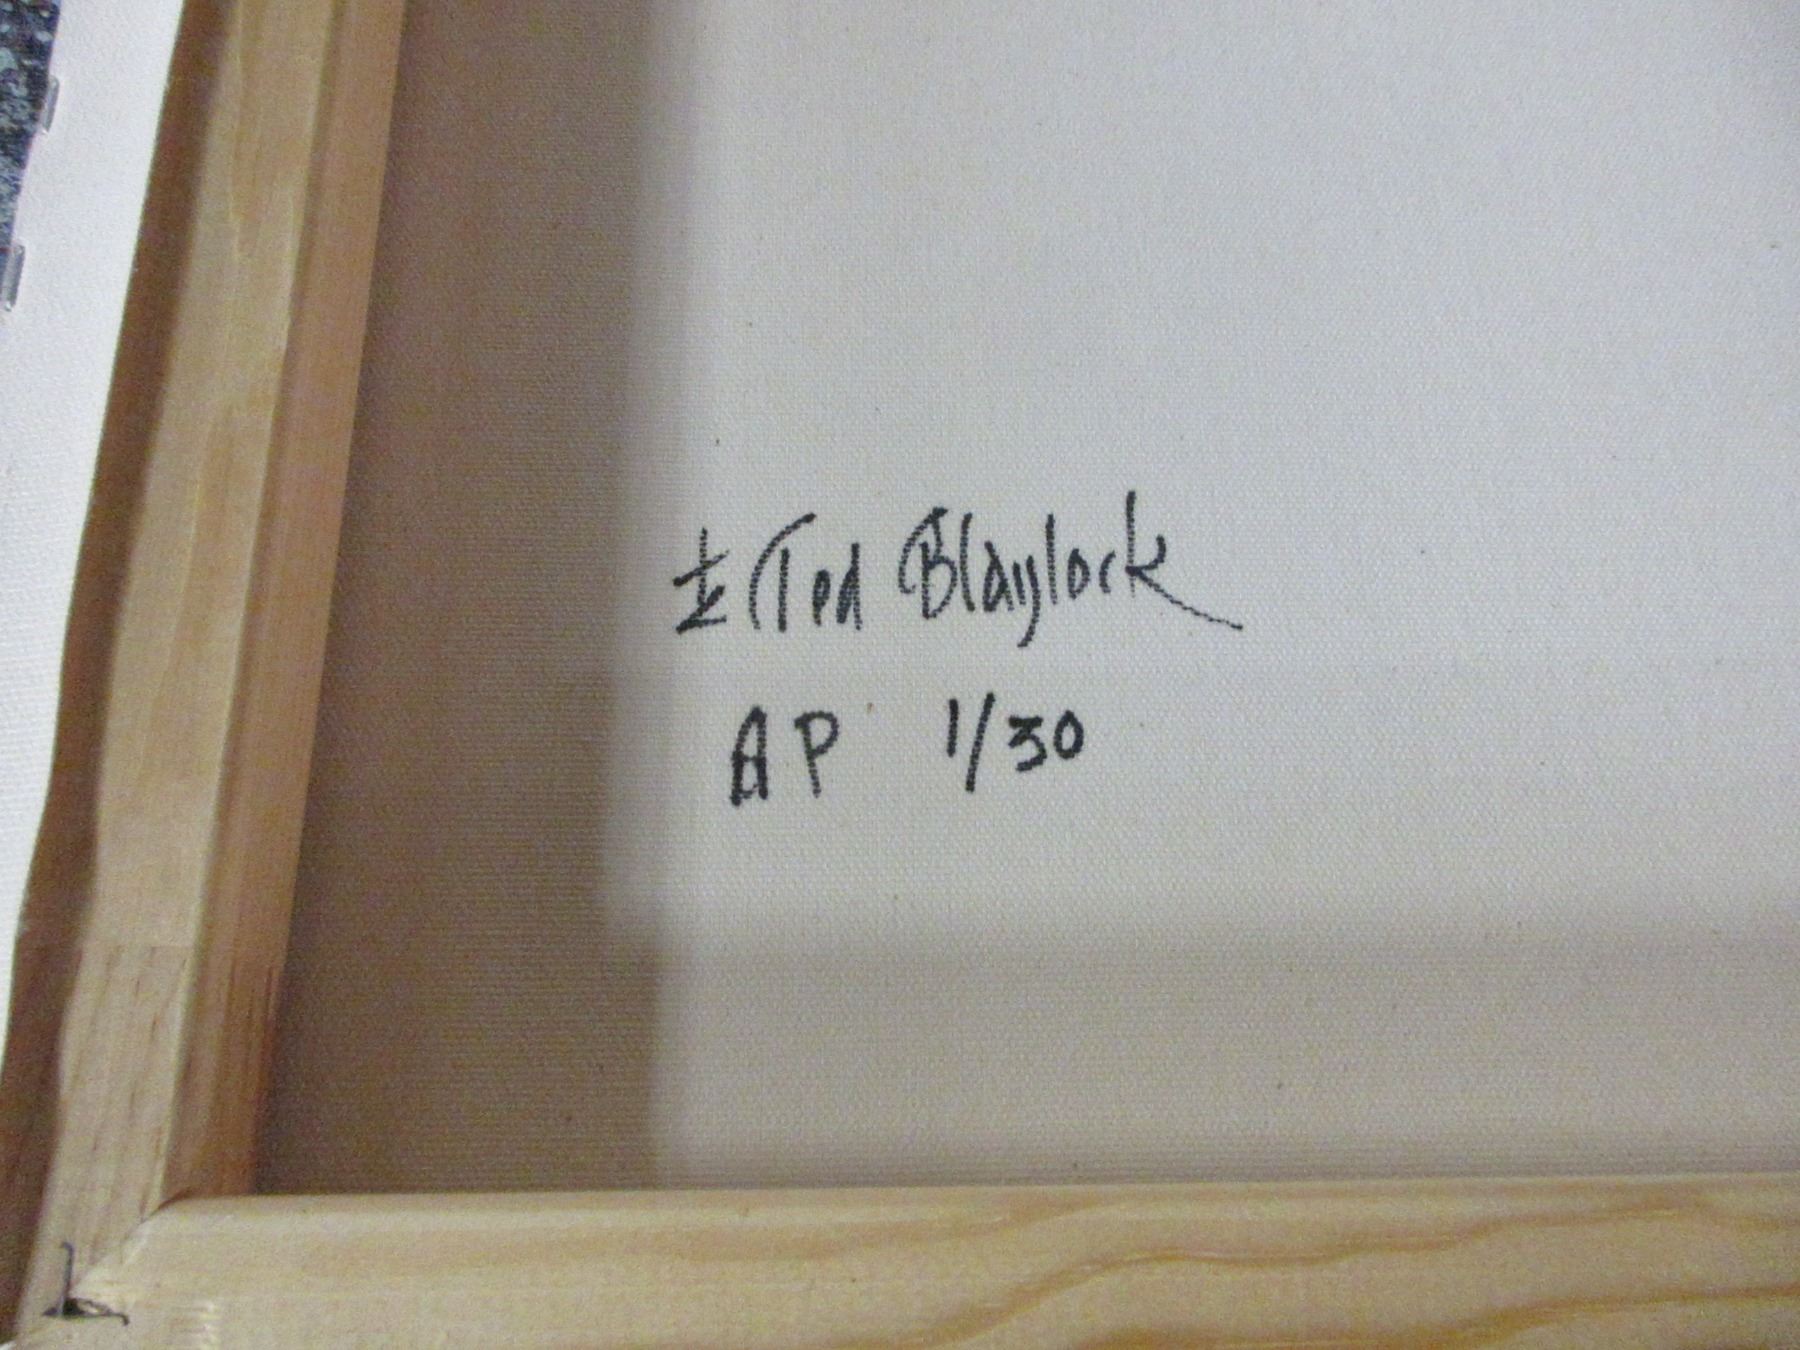 Ted Blaylock
AP 1/30